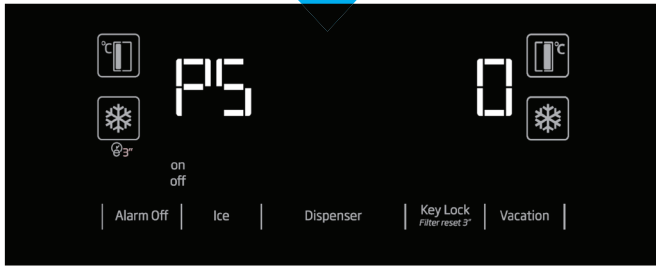 °C °C
PS 0
3"
on
off
Alarm Off Ice Dispenser Key Lock Vacation
Filter reset 3"